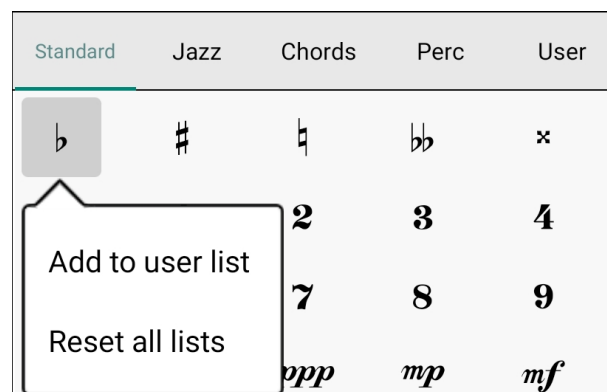 Standard Jazz Chords Perc User
♭ ♯ ♮ 𝄫 𝄪
2 3 4
Add to user list
7 8 9
Reset all lists
ppp mp mf